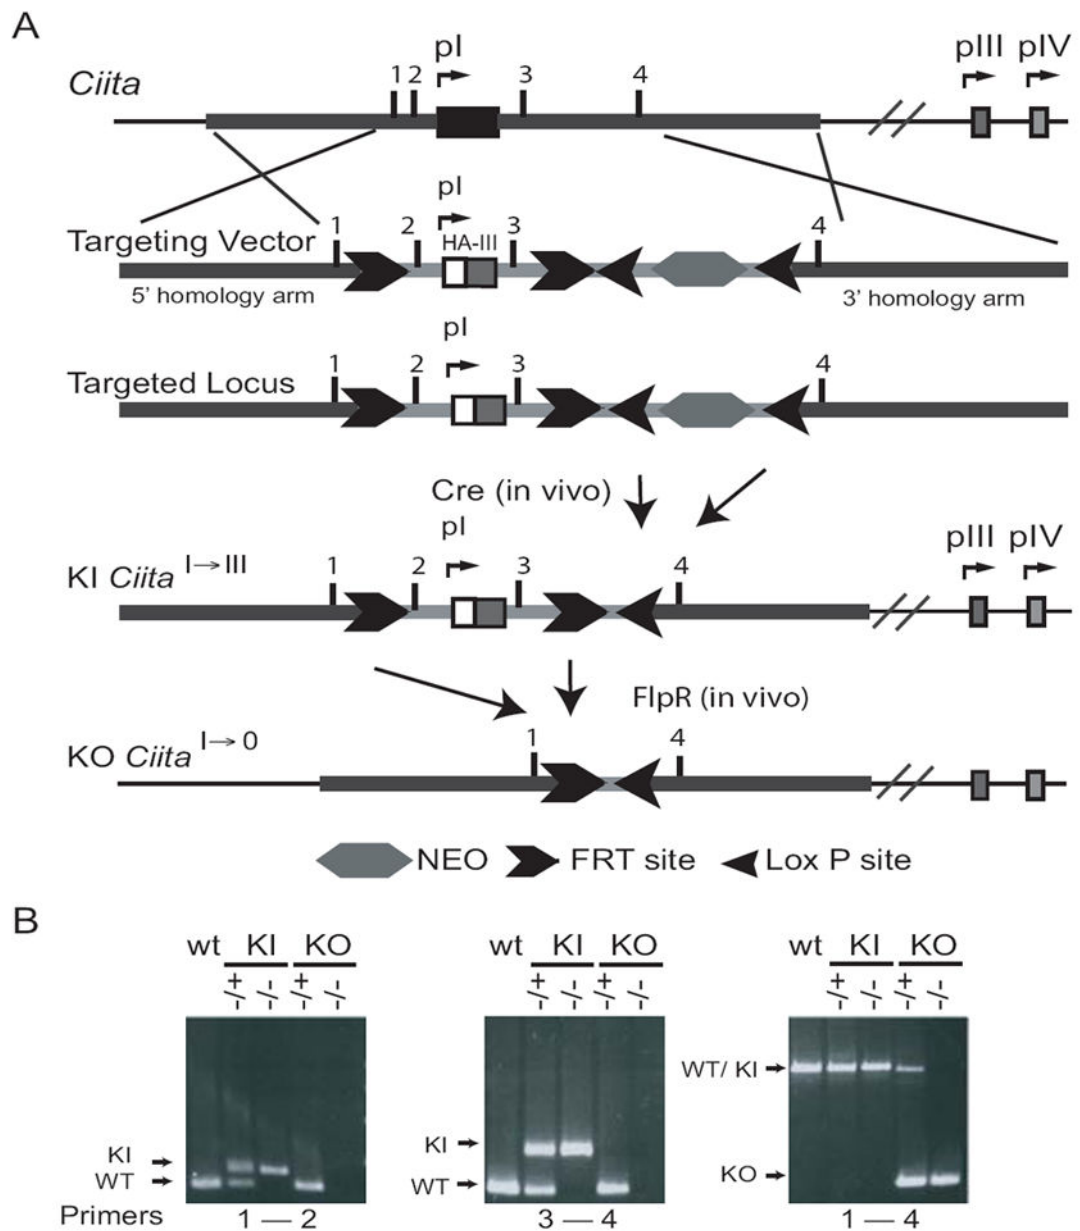 A
pI pIII pIV
Ciita 1 2 3 4
pI
Targeting Vector 1 2 HA-III 3 4
5' homology arm 3' homology arm
pI
Targeted Locus 1 2 3 4
Cre (in vivo)
pI pIII pIV
KI Ciita I→III 1 2 3 4
FlpR (in vivo)
KO Ciita I→0 1 4
NEO FRT site Lox P site
B
wt KI KO
-/+ -/- -/+ -/-
KI
WT
Primers 1 — 2
wt KI KO
-/+ -/- -/+ -/-
KI
WT
3 — 4
wt KI KO
-/+ -/- -/+ -/-
WT/ KI
KO
1 — 4